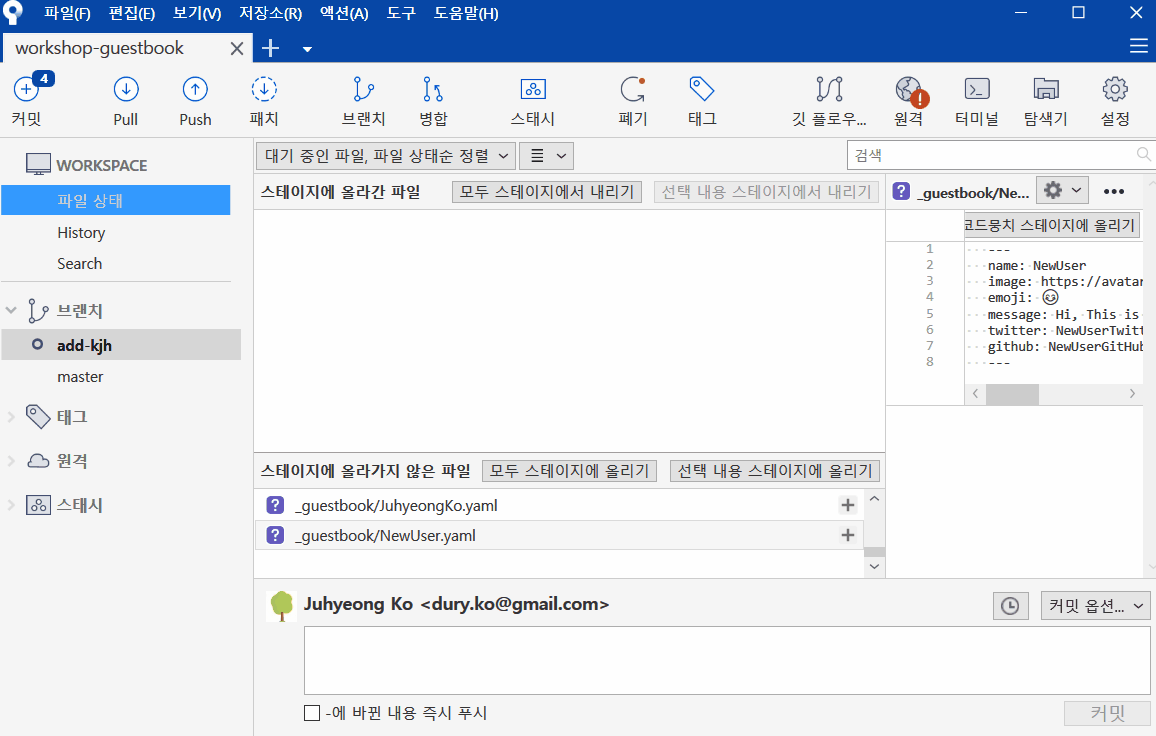 파일(F) 편집(E) 보기(V) 저장소(R) 액션(A) 도구 도움말(H)
workshop-guestbook
4
커밋 Pull Push 패치 브랜치 병합 스태시 폐기 태그 깃 플로우... 원격 터미널 탐색기 설정
WORKSPACE
파일 상태
History
Search
브랜치
add-kjh
master
태그
원격
스태시
대기 중인 파일, 파일 상태순 정렬
검색
스테이지에 올라간 파일 모두 스테이지에서 내리기 선택 내용 스테이지에서 내리기
스테이지에 올라가지 않은 파일 모두 스테이지에 올리기 선택 내용 스테이지에 올리기
_guestbook/JuhyeongKo.yaml
_guestbook/NewUser.yaml
_guestbook/Ne...
코드뭉치 스테이지에 올리기
1 ---
2 name: NewUser
3 image: https://avatar
4 emoji: 
5 message: Hi, This is
6 twitter: NewUserTwitt
7 github: NewUserGitHub
8 ---
Juhyeong Ko <dury.ko@gmail.com>
커밋 옵션...
-에 바뀐 내용 즉시 푸시
커밋